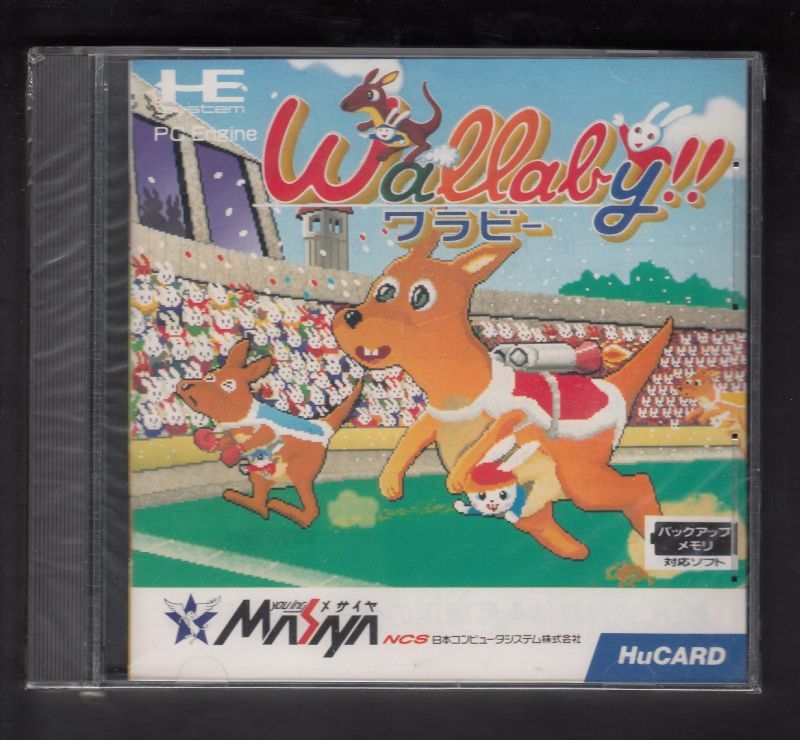 HE
system
PC Engine
Wallaby!!
ワラビー
バックアップ
メモリ
対応ソフト
you ing メサイヤ
MASAYA
NCS 日本コンピュータシステム株式会社
HuCARD